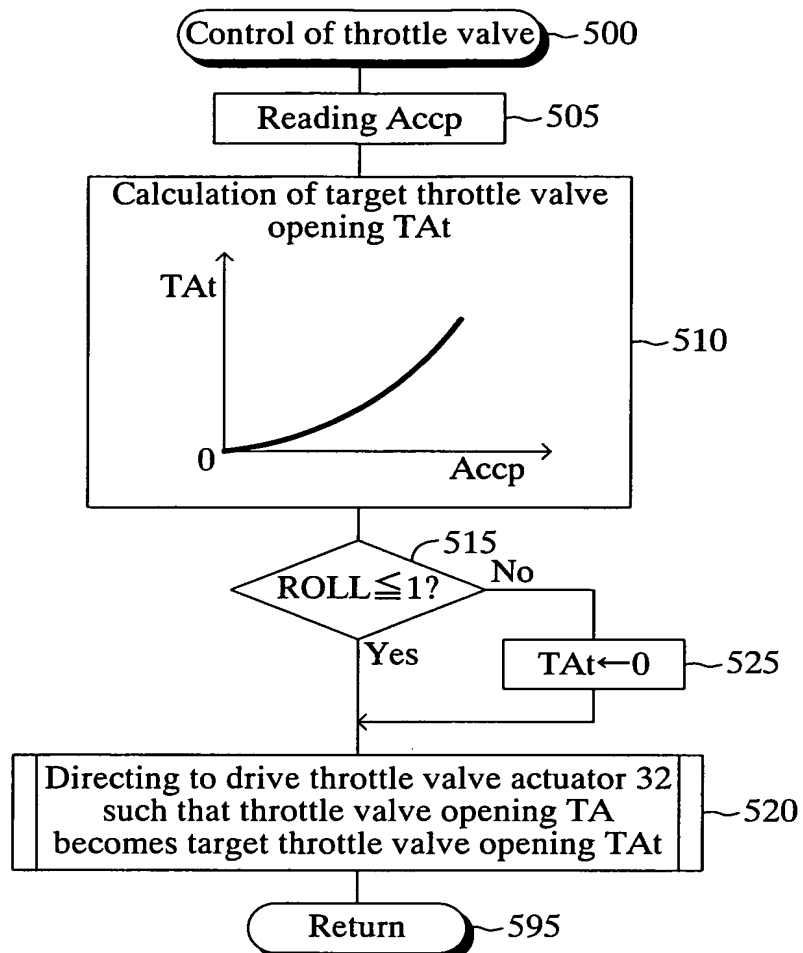 Control of throttle valve
500
Reading Accp
505
Calculation of target throttle valve
opening TAt
TAt
0
Accp
510
515
ROLL≦1?
No
Yes
TAt←0
525
Directing to drive throttle valve actuator 32
such that throttle valve opening TA
becomes target throttle valve opening TAt
520
Return
595